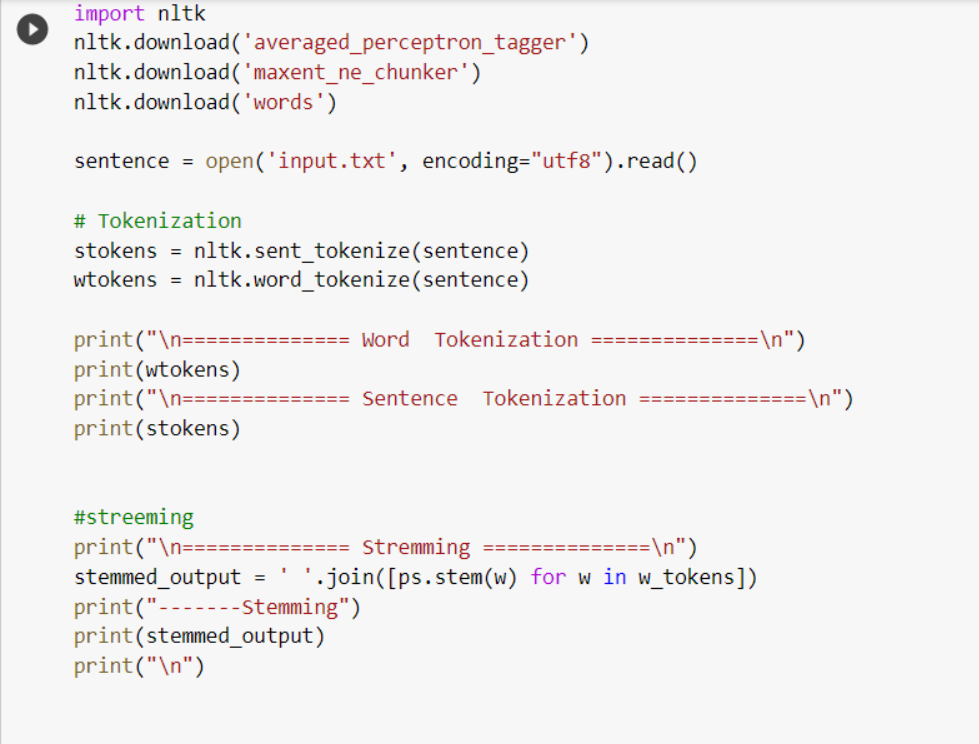 import nltk
nltk.download('averaged_perceptron_tagger')
nltk.download('maxent_ne_chunker')
nltk.download('words')
sentence = open('input.txt', encoding="utf8").read()
# Tokenization
stokens = nltk.sent_tokenize(sentence)
wtokens = nltk.word_tokenize(sentence)
print("\n============== Word  Tokenization ==============\n")
print(wtokens)
print("\n============== Sentence  Tokenization ==============\n")
print(stokens)
#streeming
print("\n============== Stremming ==============\n")
stemmed_output = ' '.join([ps.stem(w) for w in w_tokens])
print("-------Stemming")
print(stemmed_output)
print("\n")